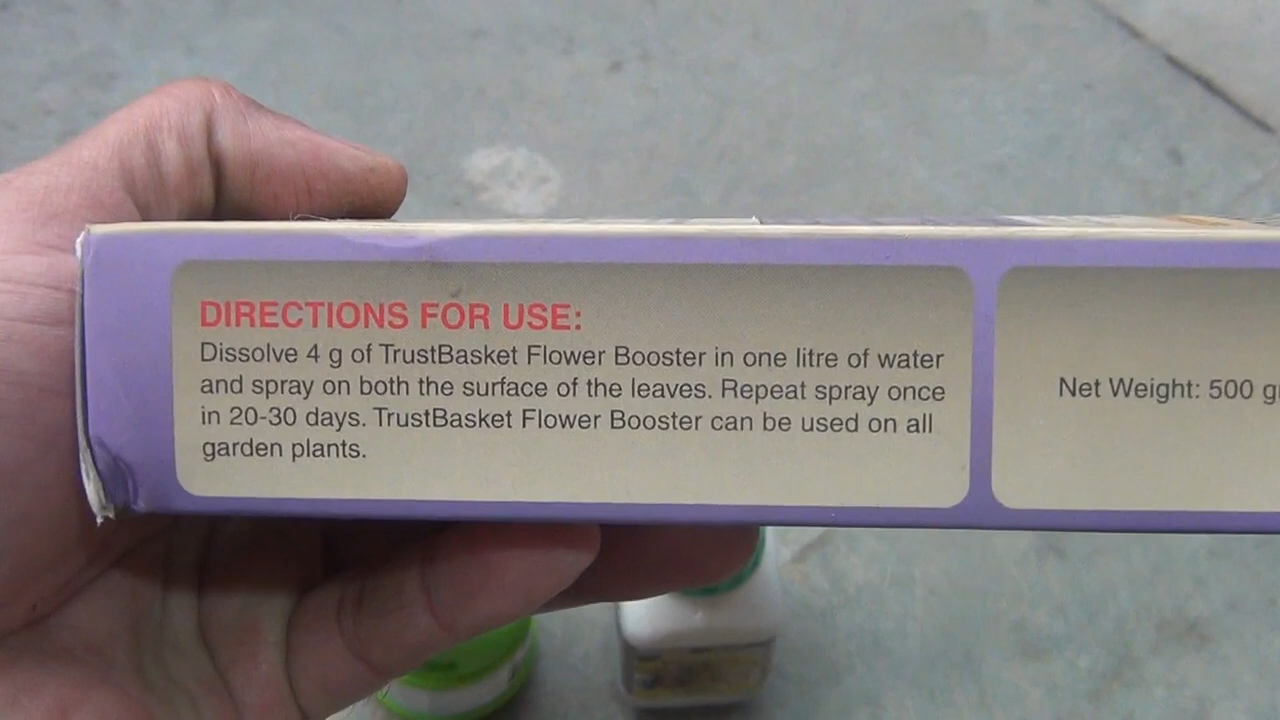 DIRECTIONS FOR USE:
Dissolve 4 g of TrustBasket Flower Booster in one litre of water
and spray on both the surface of the leaves. Repeat spray once
in 20-30 days. TrustBasket Flower Booster can be used on all
garden plants.
Net Weight: 500